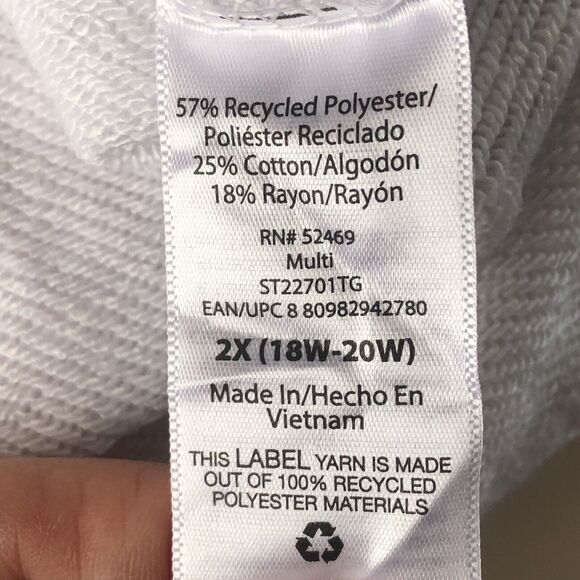 57% Recycled Polyester/
Poliéster Reciclado
25% Cotton/Algodón
18% Rayon/Rayón
RN# 52469
Multi
ST22701TG
EAN/UPC 8 80982942780
2X (18W-20W)
Made In/Hecho En
Vietnam
THIS LABEL YARN IS MADE
OUT OF 100% RECYCLED
POLYESTER MATERIALS